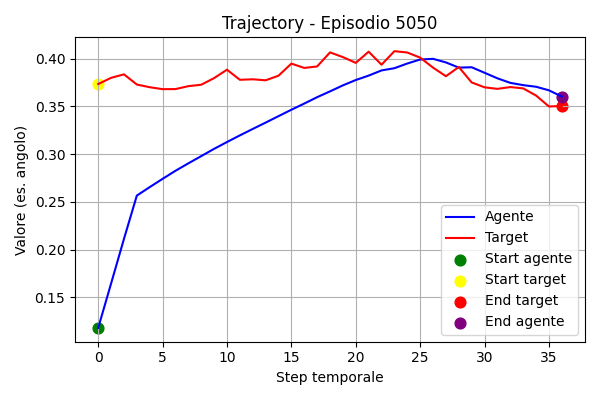 Trajectory - Episodio 5050
Valore (es. angolo)
0.40
0.35
0.30
0.25
0.20
0.15
0
5
10
15
20
25
30
35
Step temporale
Agente
Target
Start agente
Start target
End target
End agente